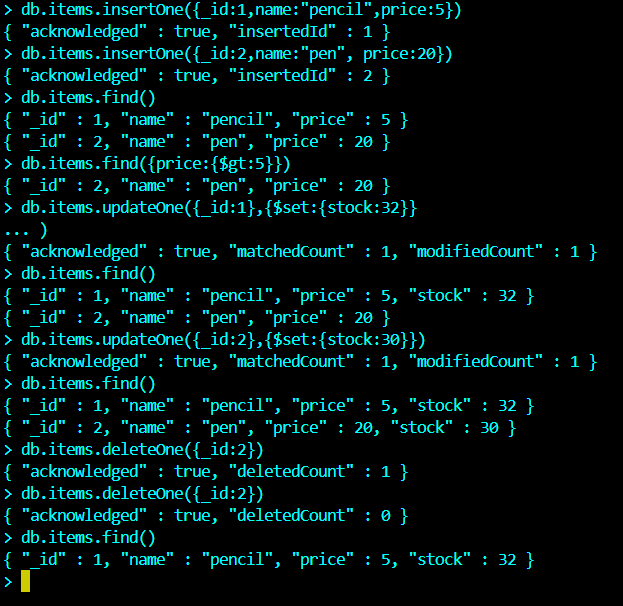 > db.items.insertOne({_id:1,name:"pencil",price:5})
{ "acknowledged" : true, "insertedId" : 1 }
> db.items.insertOne({_id:2,name:"pen", price:20})
{ "acknowledged" : true, "insertedId" : 2 }
> db.items.find()
{ "_id" : 1, "name" : "pencil", "price" : 5 }
{ "_id" : 2, "name" : "pen", "price" : 20 }
> db.items.find({price:{$gt:5}})
{ "_id" : 2, "name" : "pen", "price" : 20 }
> db.items.updateOne({_id:1},{$set:{stock:32}}
... )
{ "acknowledged" : true, "matchedCount" : 1, "modifiedCount" : 1 }
> db.items.find()
{ "_id" : 1, "name" : "pencil", "price" : 5, "stock" : 32 }
{ "_id" : 2, "name" : "pen", "price" : 20 }
> db.items.updateOne({_id:2},{$set:{stock:30}})
{ "acknowledged" : true, "matchedCount" : 1, "modifiedCount" : 1 }
> db.items.find()
{ "_id" : 1, "name" : "pencil", "price" : 5, "stock" : 32 }
{ "_id" : 2, "name" : "pen", "price" : 20, "stock" : 30 }
> db.items.deleteOne({_id:2})
{ "acknowledged" : true, "deletedCount" : 1 }
> db.items.deleteOne({_id:2})
{ "acknowledged" : true, "deletedCount" : 0 }
> db.items.find()
{ "_id" : 1, "name" : "pencil", "price" : 5, "stock" : 32 }
>